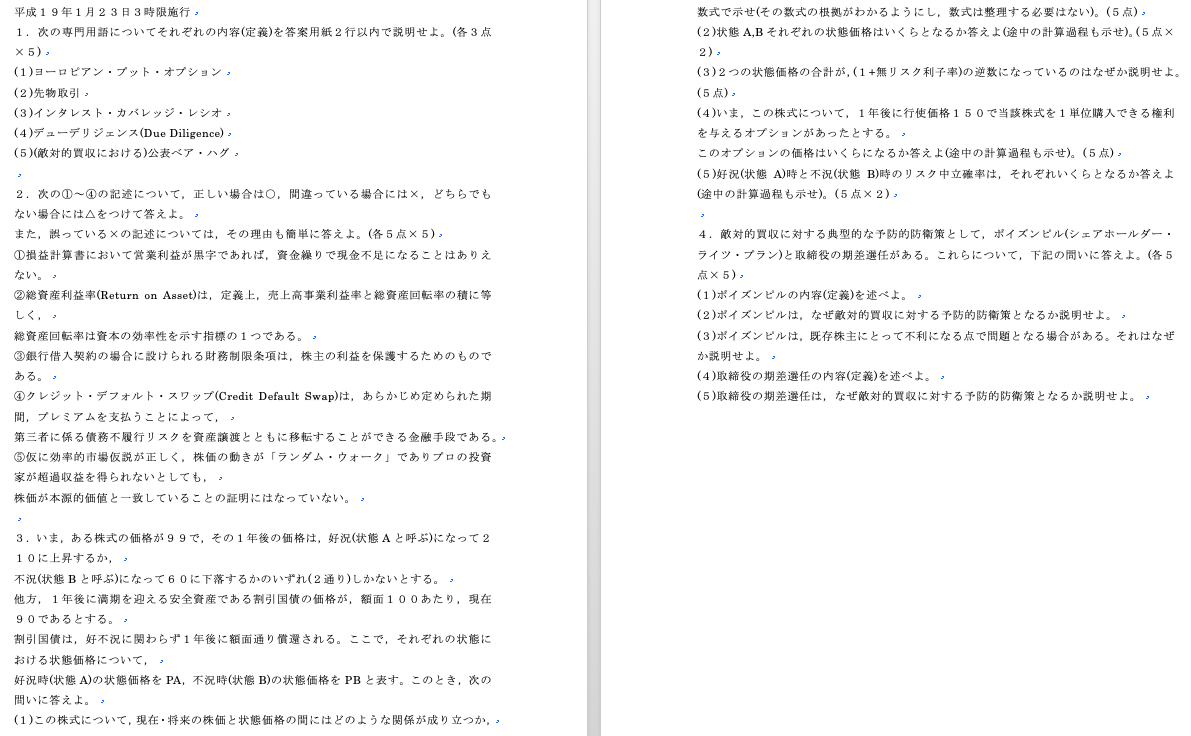 平成１９年１月２３日３時限施行
１．次の専門用語についてそれぞれの内容(定義)を答案用紙２行以内で説明せよ。(各３点
×５)
(１)ヨーロピアン・プット・オプション
(２)先物取引
(３)インタレスト・カバレッジ・レシオ
(４)デューデリジェンス(Due Diligence)
(５)(敵対的買収における)公表ベア・ハグ
２．次の①～④の記述について，正しい場合は○，間違っている場合には×，どちらでも
ない場合には△をつけて答えよ。
また，誤っている×の記述については，その理由も簡単に答えよ。(各５点×５)
①損益計算書において営業利益が黒字であれば，資金繰りで現金不足になることはありえ
ない。
②総資産利益率(Return on Asset)は，定義上，売上高事業利益率と総資産回転率の積に等
しく，
総資産回転率は資本の効率性を示す指標の１つである。
③銀行借入契約の場合に設けられる財務制限条項は，株主の利益を保護するためのもので
ある。
④クレジット・デフォルト・スワップ(Credit Default Swap)は，あらかじめ定められた期
間，プレミアムを支払うことによって，
第三者に係る債務不履行リスクを資産譲渡とともに移転することができる金融手段である。
⑤仮に効率的市場仮説が正しく，株価の動きが「ランダム・ウォーク」でありプロの投資
家が超過収益を得られないとしても，
株価が本源的価値と一致していることの証明にはなっていない。
３．いま，ある株式の価格が９９で，その１年後の価格は，好況(状態 A と呼ぶ)になって２
１０に上昇するか，
不況(状態 B と呼ぶ)になって６０に下落するかのいずれ(２通り)しかないとする。
他方，１年後に満期を迎える安全資産である割引国債の価格が，額面１００あたり，現在
９０であるとする。
割引国債は，好不況に関わらず１年後に額面通り償還される。ここで，それぞれの状態に
おける状態価格について，
好況時(状態 A)の状態価格を PA，不況時(状態 B)の状態価格を PB と表す。このとき，次の
問いに答えよ。
(１)この株式について，現在・将来の株価と状態価格の間にはどのような関係が成り立つか，
数式で示せ(その数式の根拠がわかるようにし，数式は整理する必要はない)。(５点)
(２)状態 A,B それぞれの状態価格はいくらとなるか答えよ(途中の計算過程も示せ)。(５点×
２)
(３)２つの状態価格の合計が，(１+無リスク利子率)の逆数になっているのはなぜか説明せよ。
(５点)
(４)いま，この株式について，１年後に行使価格１５０で当該株式を１単位購入できる権利
を与えるオプションがあったとする。
このオプションの価格はいくらになるか答えよ(途中の計算過程も示せ)。(５点)
(５)好況(状態 A)時と不況(状態 B)時のリスク中立確率は，それぞれいくらとなるか答えよ
(途中の計算過程も示せ)。(５点×２)
４．敵対的買収に対する典型的な予防的防衛策として，ポイズンピル(シェアホールダー・
ライツ・プラン)と取締役の期差選任がある。これらについて，下記の問いに答えよ。(各５
点×５)
(１)ポイズンピルの内容(定義)を述べよ。
(２)ポイズンピルは，なぜ敵対的買収に対する予防的防衛策となるか説明せよ。
(３)ポイズンピルは，既存株主にとって不利になる点で問題となる場合がある。それはなぜ
か説明せよ。
(４)取締役の期差選任の内容(定義)を述べよ。
(５)取締役の期差選任は，なぜ敵対的買収に対する予防的防衛策となるか説明せよ。